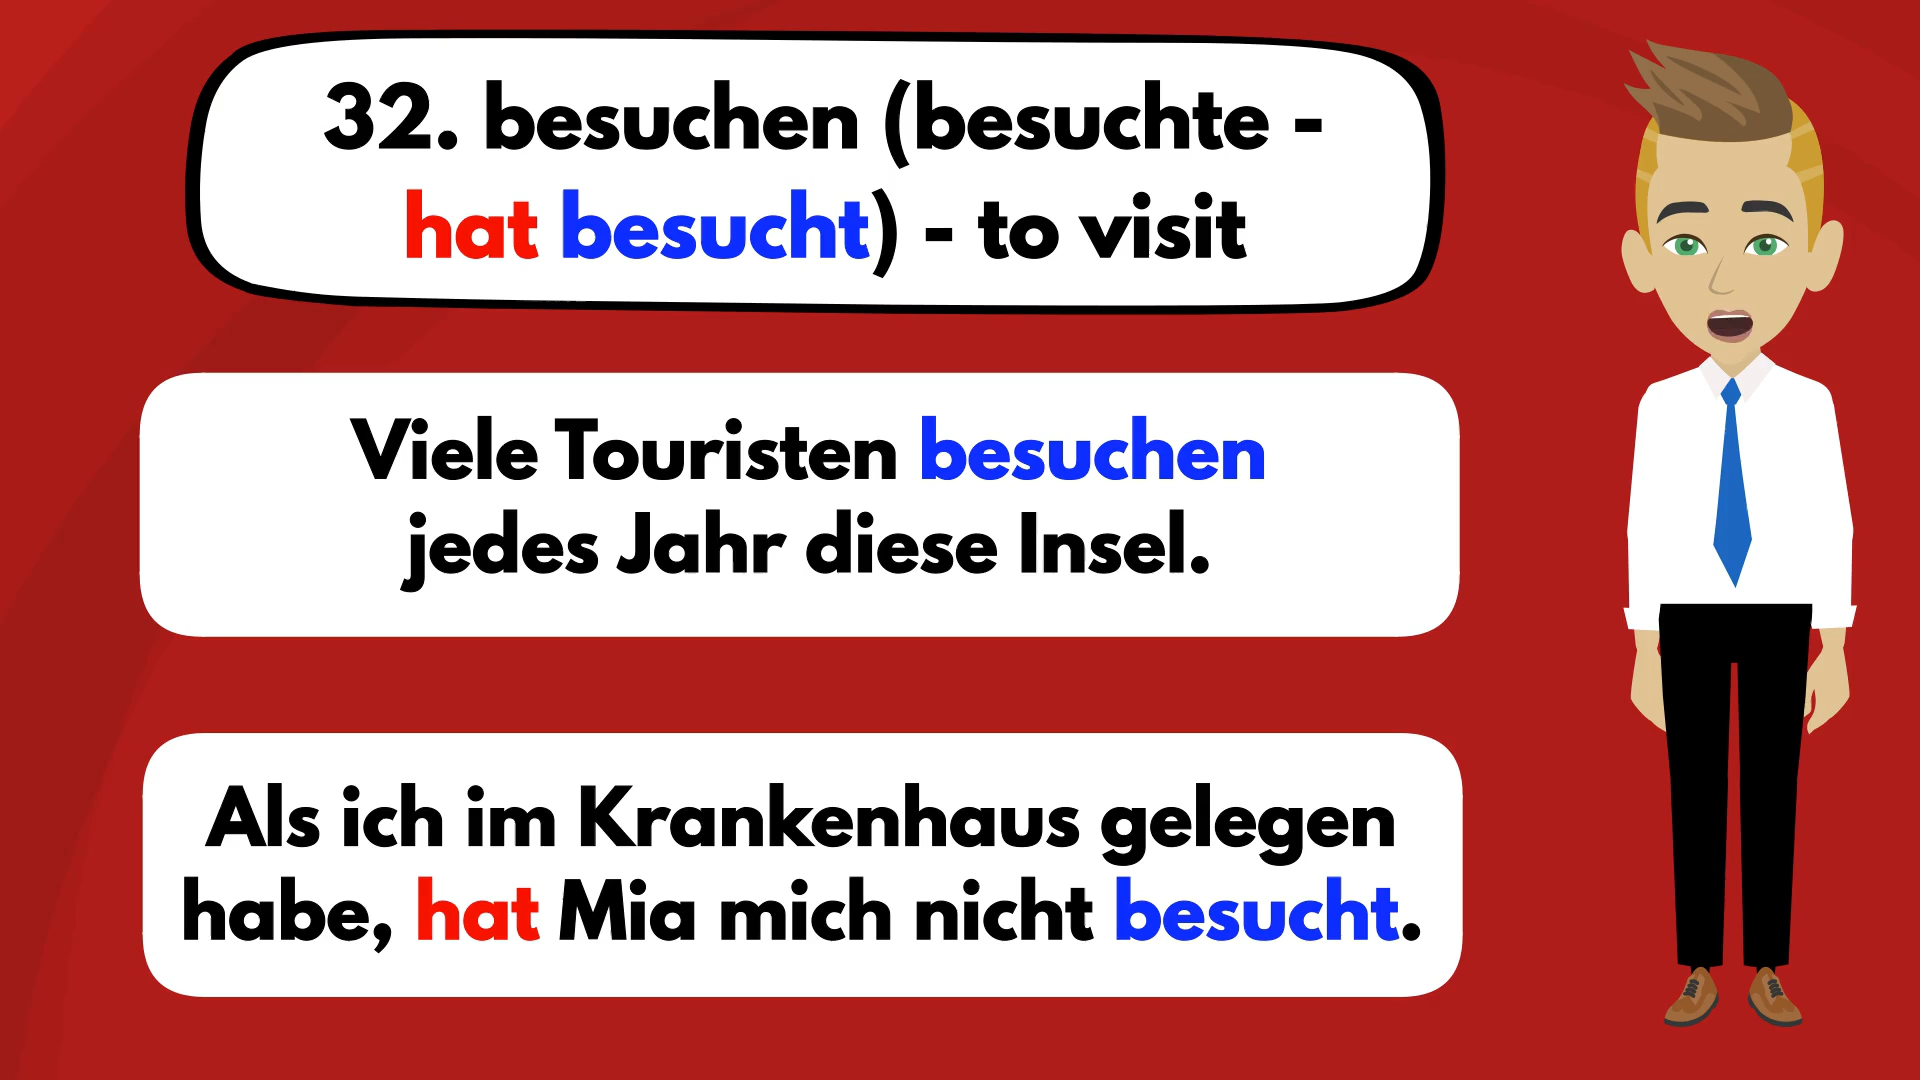 32. besuchen (besuchte -
hat besucht) - to visit
Viele Touristen besuchen
jedes Jahr diese Insel.
Als ich im Krankenhaus gelegen
habe, hat Mia mich nicht besucht.